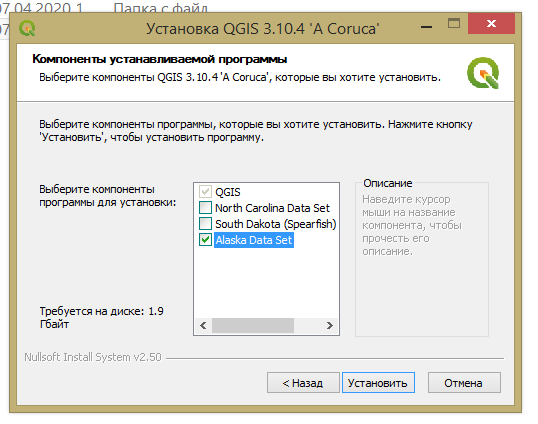 07.04.2020 1
Папка с файл
Установка QGIS 3.10.4 'A Coruca'
Компоненты устанавливаемой программы
Выберите компоненты QGIS 3.10.4 'A Coruca', которые вы хотите установить.
Выберите компоненты программы, которые вы хотите установить. Нажмите кнопку
'Установить', чтобы установить программу.
Выберите компоненты
программы для установки:
QGIS
North Carolina Data Set
South Dakota (Spearfish)
Alaska Data Set
Описание
Наведите курсор
мыши на название
компонента, чтобы
прочесть его
описание.
Требуется на диске: 1.9
Гбайт
Nullsoft Install System v2.50
< Назад
Установить
Отмена